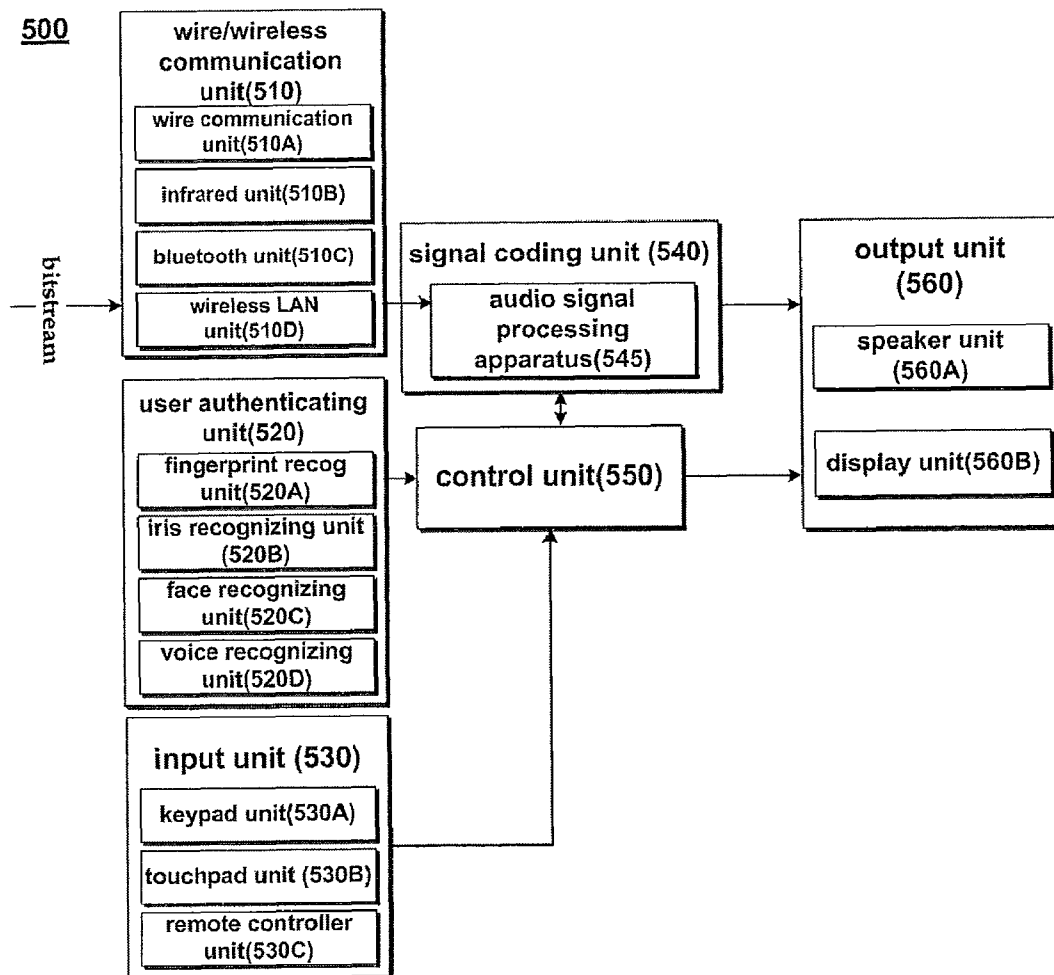 500
wire/wireless
communication
unit(510)
wire communication
unit(510A)
infrared unit(510B)
bluetooth unit(510C)
wireless LAN
unit(510D)
bitstream
user authenticating
unit(520)
fingerprint recog
unit(520A)
iris recognizing unit
(520B)
face recognizing
unit(520C)
voice recognizing
unit(520D)
input unit (530)
keypad unit(530A)
touchpad unit (530B)
remote controller
unit(530C)
signal coding unit (540)
audio signal
processing
apparatus(545)
control unit(550)
output unit
(560)
speaker unit
(560A)
display unit(560B)